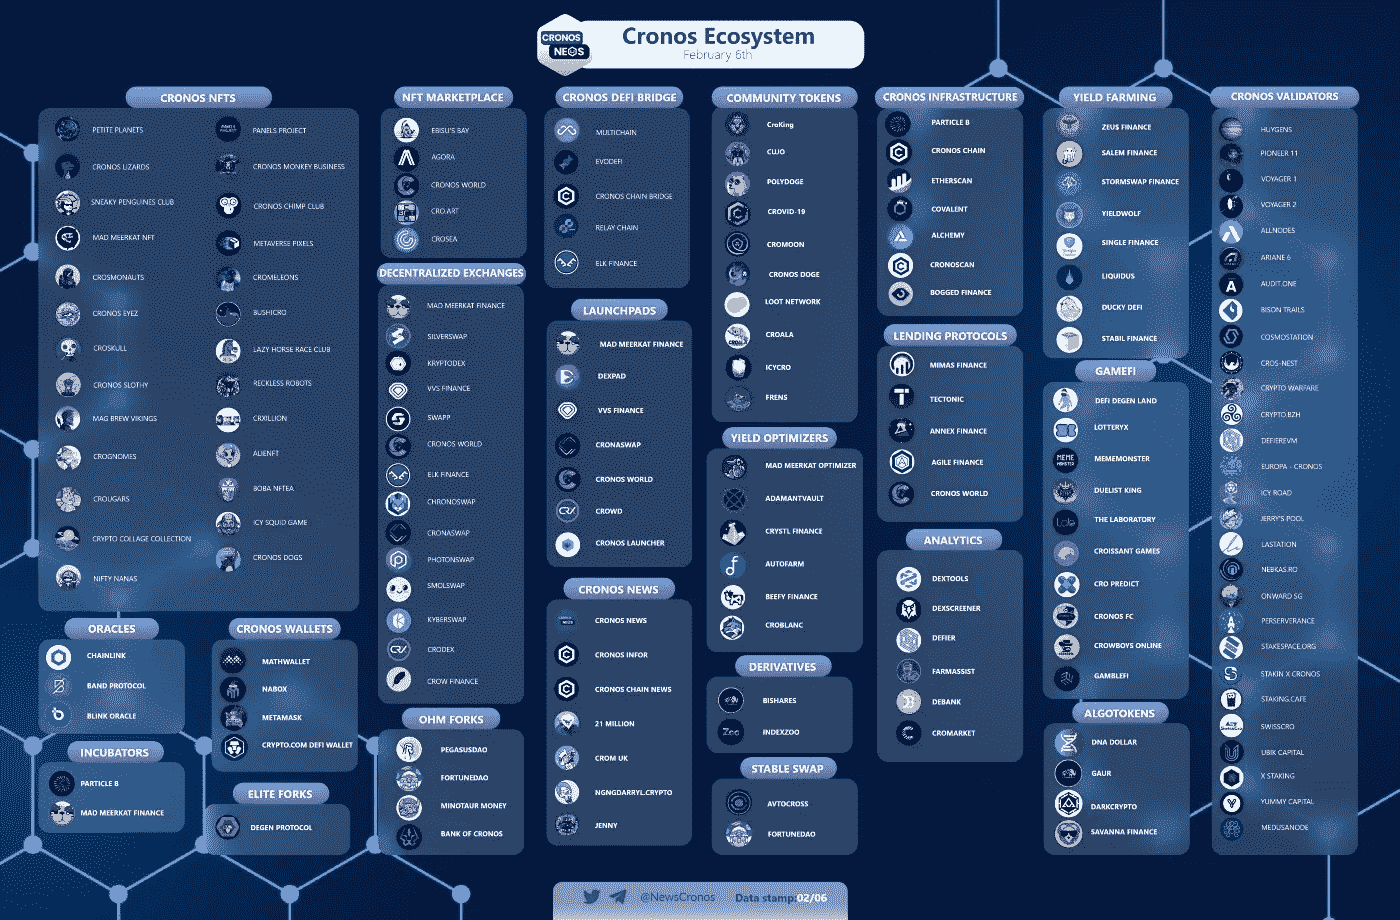 CRONOS
NEWS
Cronos Ecosystem
February 6th
CRONOS NFTS
PETITE PLANETS
CRONOS LIZARDS
SNEAKY PENGUINES CLUB
MAD MEERKAT NFT
CROSMONAUTS
CRONOS EYEZ
CROSKULL
CRONOS SLOTHY
MAG BREW VIKINGS
CROGNOMES
CROUGARS
CRYPTO COLLAGE COLLECTION
NIFTY NANAS
PANELS PROJECT
CRONOS MONKEY BUSINESS
CRONOS CHIMP CLUB
METAVERSE PIXELS
CROMELEONS
BUSHICRO
LAZY HORSE RACE CLUB
RECKLESS ROBOTS
CRXILLION
ALIENFT
BOBA NFTEA
ICY SQUID GAME
CRONOS DOGS
ORACLES
CHAINLINK
BAND PROTOCOL
BLINK ORACLE
INCUBATORS
PARTICLE B
MAD MEERKAT FINANCE
CRONOS WALLETS
MATHWALLET
NABOX
METAMASK
CRYPTO.COM DEFI WALLET
ELITE FORKS
DEGEN PROTOCOL
NFT MARKETPLACE
EBISU'S BAY
AGORA
CRONOS WORLD
CRO.ART
CROSEA
DECENTRALIZED EXCHANGES
MAD MEERKAT FINANCE
SILVERSWAP
KRYPTODEX
VVS FINANCE
SWAPP
CRONOS WORLD
ELK FINANCE
CHRONOSWAP
CRONASWAP
PHOTONSWAP
SMOLSWAP
KYBERSWAP
CRODEX
CROW FINANCE
OHM FORKS
PEGASUSDAO
FORTUNEDAO
MINOTAUR MONEY
BANK OF CRONOS
CRONOS DEFI BRIDGE
MULTICHAIN
EVODEFI
CRONOS CHAIN BRIDGE
RELAY CHAIN
ELK FINANCE
LAUNCHPADS
MAD MEERKAT FINANCE
DEXPAD
VVS FINANCE
CRONASWAP
CRONOS WORLD
CROWD
CRONOS LAUNCHER
CRONOS NEWS
CRONOS NEWS
CRONOS INFOR
CRONOS CHAIN NEWS
21 MILLION
CROM UK
NGNGDARRYL.CRYPTO
JENNY
COMMUNITY TOKENS
CroKing
CUJO
POLYDOGE
CROVID-19
CROMOON
CRONOS DOGE
LOOT NETWORK
CROALA
ICYCRO
FRENS
YIELD OPTIMIZERS
MAD MEERKAT OPTIMIZER
ADAMANTVAULT
CRYSTL FINANCE
AUTOFARM
BEEFY FINANCE
CROBLANC
DERIVATIVES
BISHARES
INDEXZOO
STABLE SWAP
AVTOCROSS
FORTUNEDAO
CRONOS INFRASTRUCTURE
PARTICLE B
CRONOS CHAIN
ETHERSCAN
COVALENT
ALCHEMY
CRONOSCAN
BOGGED FINANCE
LENDING PROTOCOLS
MIMAS FINANCE
TECTONIC
ANNEX FINANCE
AGILE FINANCE
CRONOS WORLD
ANALYTICS
DEXTOOLS
DEXSCREENER
DEFIER
FARMASSIST
DEBANK
CROMARKET
YIELD FARMING
ZEUS FINANCE
SALEM FINANCE
STORMSWAP FINANCE
YIELDWOLF
SINGLE FINANCE
LIQUIDUS
DUCKY DEFI
STABIL FINANCE
GAMEFI
DEFI DEGEN LAND
LOTTERYX
MEMEMONSTER
DUELIST KING
THE LABORATORY
CROISSANT GAMES
CRO PREDICT
CRONOS FC
CROWBOYS ONLINE
GAMBLEFI
ALGOTOKENS
DNA DOLLAR
GAUR
DARKCRYPTO
SAVANNA FINANCE
CRONOS VALIDATORS
HUYGENS
PIONEER 11
VOYAGER 1
VOYAGER 2
ALLNODES
ARIANE 6
AUDIT.ONE
BISON TRAILS
COSMOSTATION
CROS-NEST
CRYPTO WARFARE
CRYPTO.BZH
DEFIEREVM
EUROPA - CRONOS
ICY ROAD
JERRY'S POOL
LASTATION
NEBKAS.RO
ONWARD SG
PERSERVERANCE
STAKESPACE.ORG
STAKIN X CRONOS
STAKING.CAFE
SWISSCRO
UBIK CAPITAL
X STAKING
YUMMY CAPITAL
MEDUSANODE
@NewsCronos Data stamp:02/06